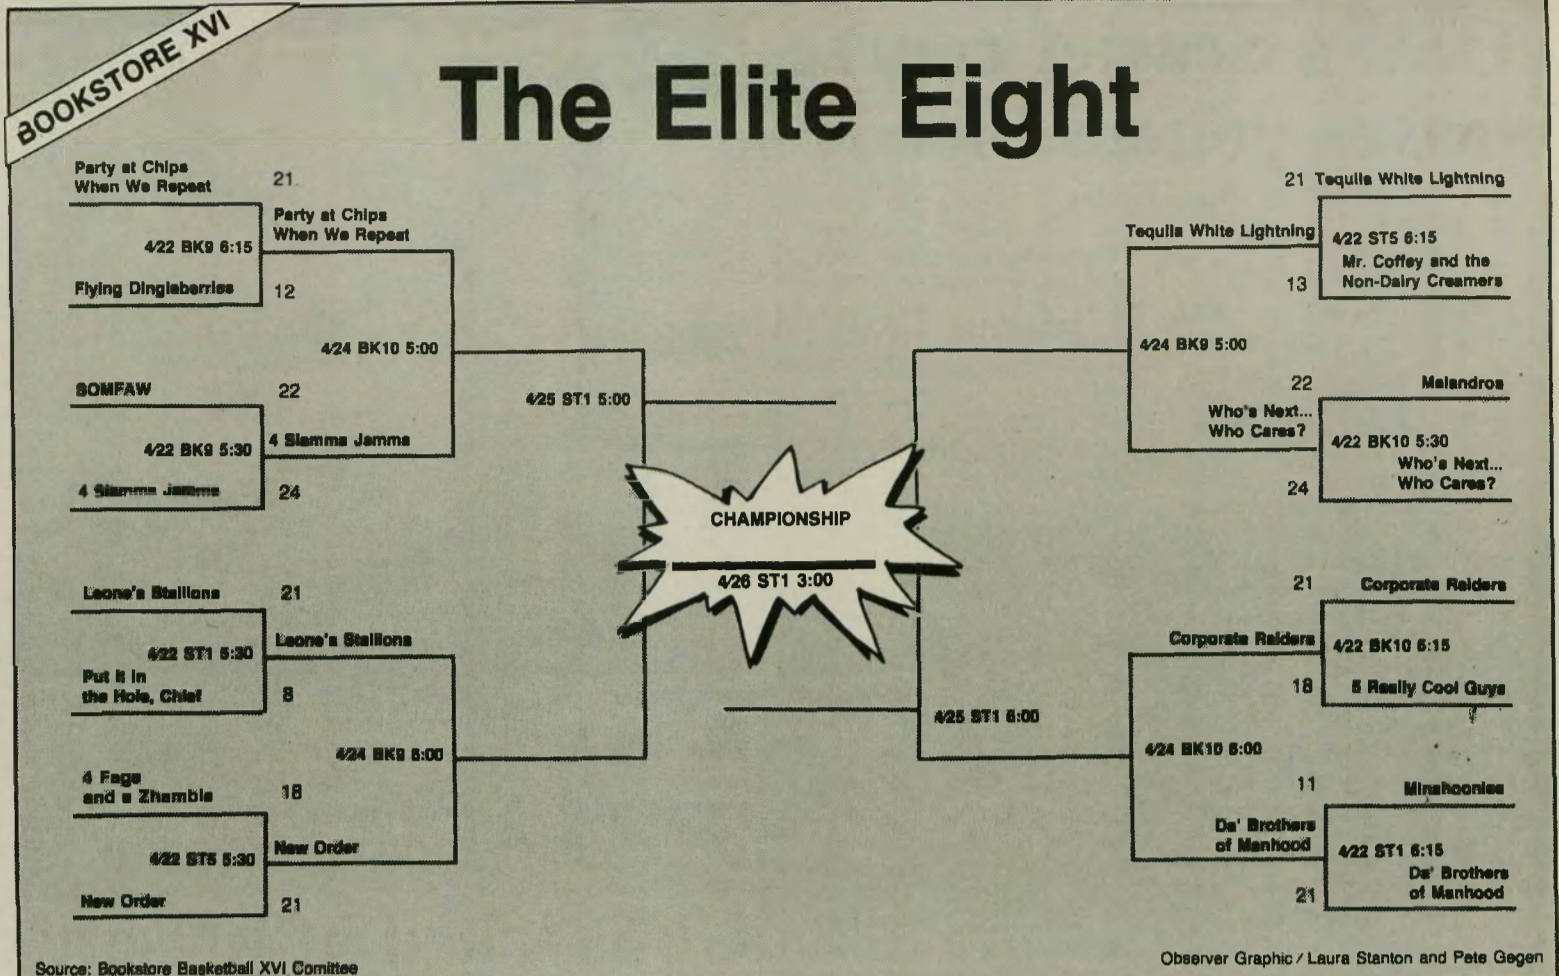 BOOKSTORE XVI
The Elite Eight
Party at Chips
When We Repeat
21
Party at Chips
When We Repeat
4/22 BK9 6:15
Flying Dingleberries
12
4/24 BK10 5:00
SOMFAW
22
4/22 BK9 5:30
4 Slamma Jamma
4 Slamma Jamma
24
4/25 ST1 5:00
Leone's Stallions
21
4/22 ST1 5:30
Leone's Stallions
Put it in
the Hole, Chief
8
4/24 BK9 6:00
4 Fags
and a Zhambie
18
4/22 ST5 5:30
New Order
New Order
21
CHAMPIONSHIP
4/26 ST1 3:00
21 Tequila White Lightning
Tequila White Lightning
4/22 ST5 6:15
Mr. Coffey and the
13 Non-Dairy Creamers
4/24 BK9 5:00
22 Malandros
Who's Next...
Who Cares?
4/22 BK10 5:30
Who's Next...
24 Who Cares?
21 Corporate Raiders
Corporate Raiders
4/22 BK10 6:15
18 5 Really Cool Guys
4/25 ST1 6:00
4/24 BK10 6:00
11 Minahoonies
Da' Brothers
of Manhood
4/22 ST1 6:15
Da' Brothers
21 of Manhood
Source: Bookstore Basketball XVI Comittee
Observer Graphic / Laura Stanton and Pete Gegen